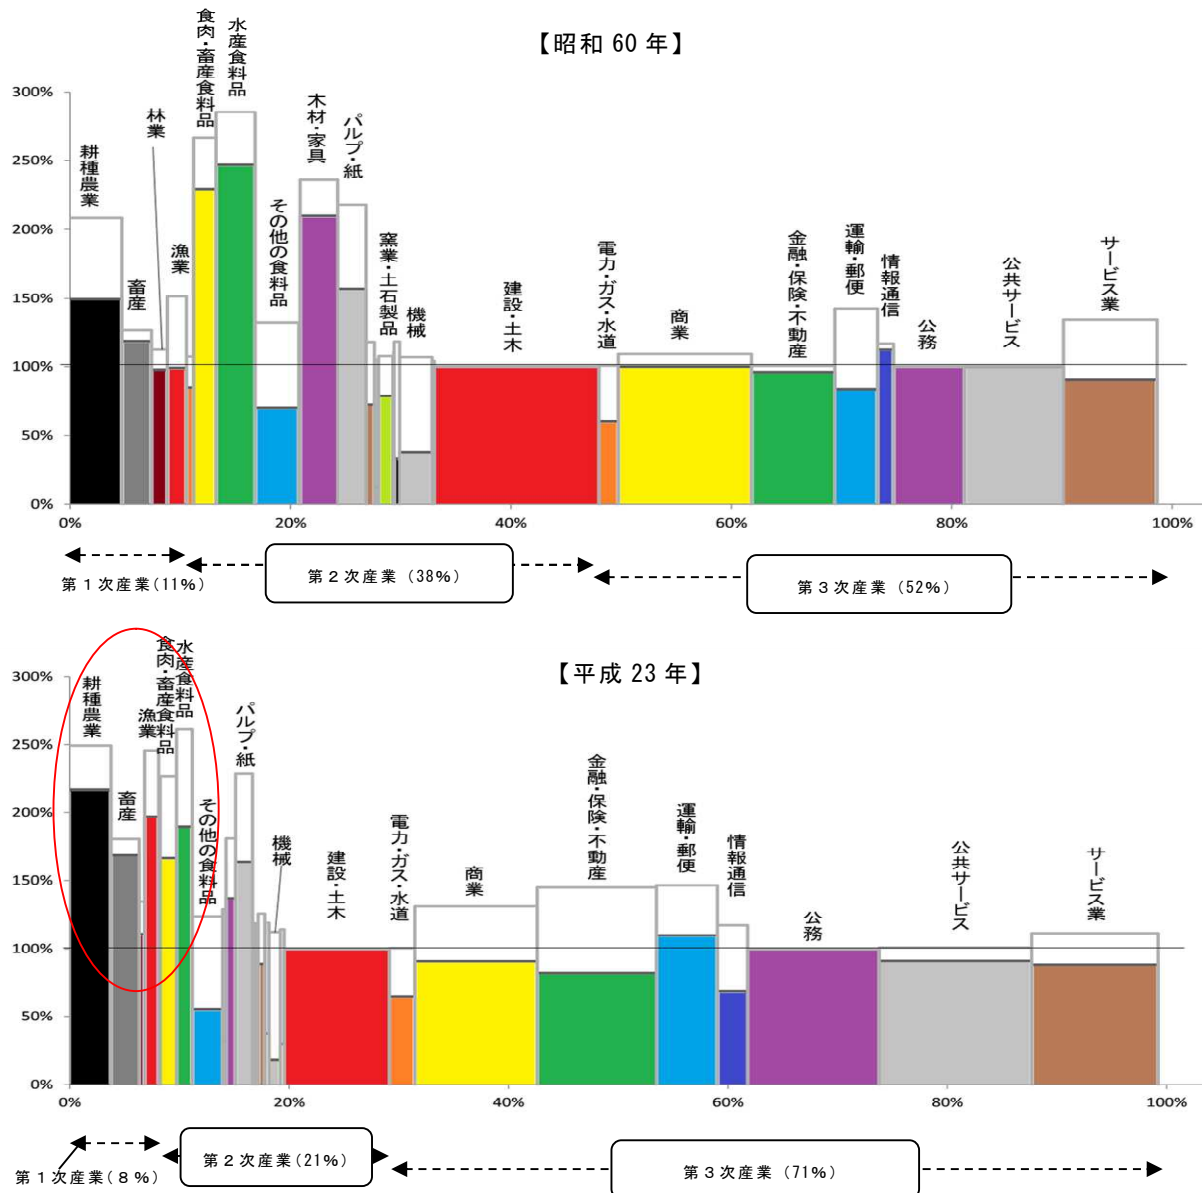 【昭和 60 年】
300%
250%
200%
150%
100%
50%
0%
耕種農業
畜産
林業
漁業
食肉・畜産食料品
水産食料品
その他の食料品
木材・家具
パルプ・紙
窯業・土石製品
機械
建設・土木
電力・ガス・水道
商業
金融・保険・不動産
運輸・郵便
情報通信
公務
公共サービス
サービス業
0%
20%
40%
60%
80%
100%
第１次産業(11%)
第２次産業 (38%)
第３次産業 (52%)
【平成 23 年】
300%
250%
200%
150%
100%
50%
0%
耕種農業
畜産
漁業
食肉・畜産食料品
水産食料品
その他の食料品
パルプ・紙
機械
建設・土木
電力・ガス・水道
商業
金融・保険・不動産
運輸・郵便
情報通信
公務
公共サービス
サービス業
0%
20%
40%
60%
80%
100%
第１次産業(８%)
第２次産業(21%)
第３次産業 (71%)